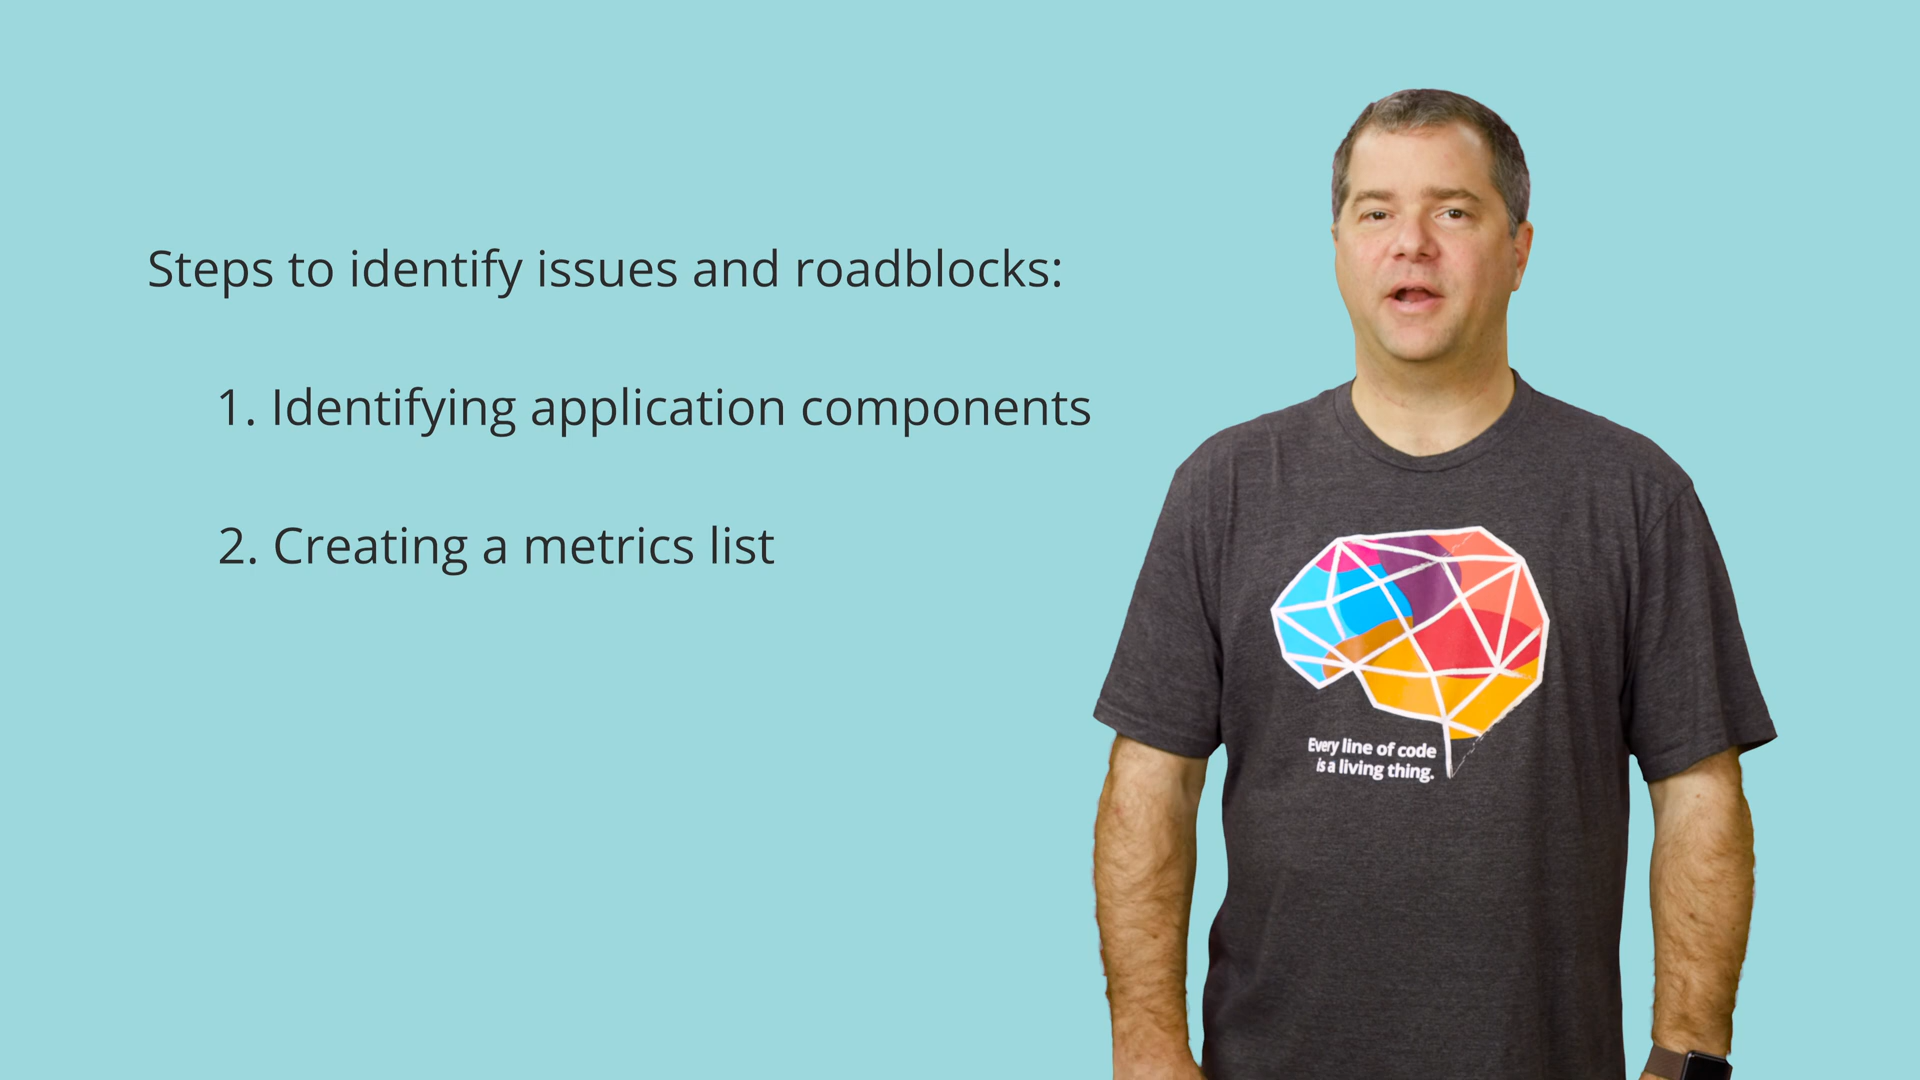 Steps to identify issues and roadblocks:
1. Identifying application components
2. Creating a metrics list
Every line of code
is a living thing.